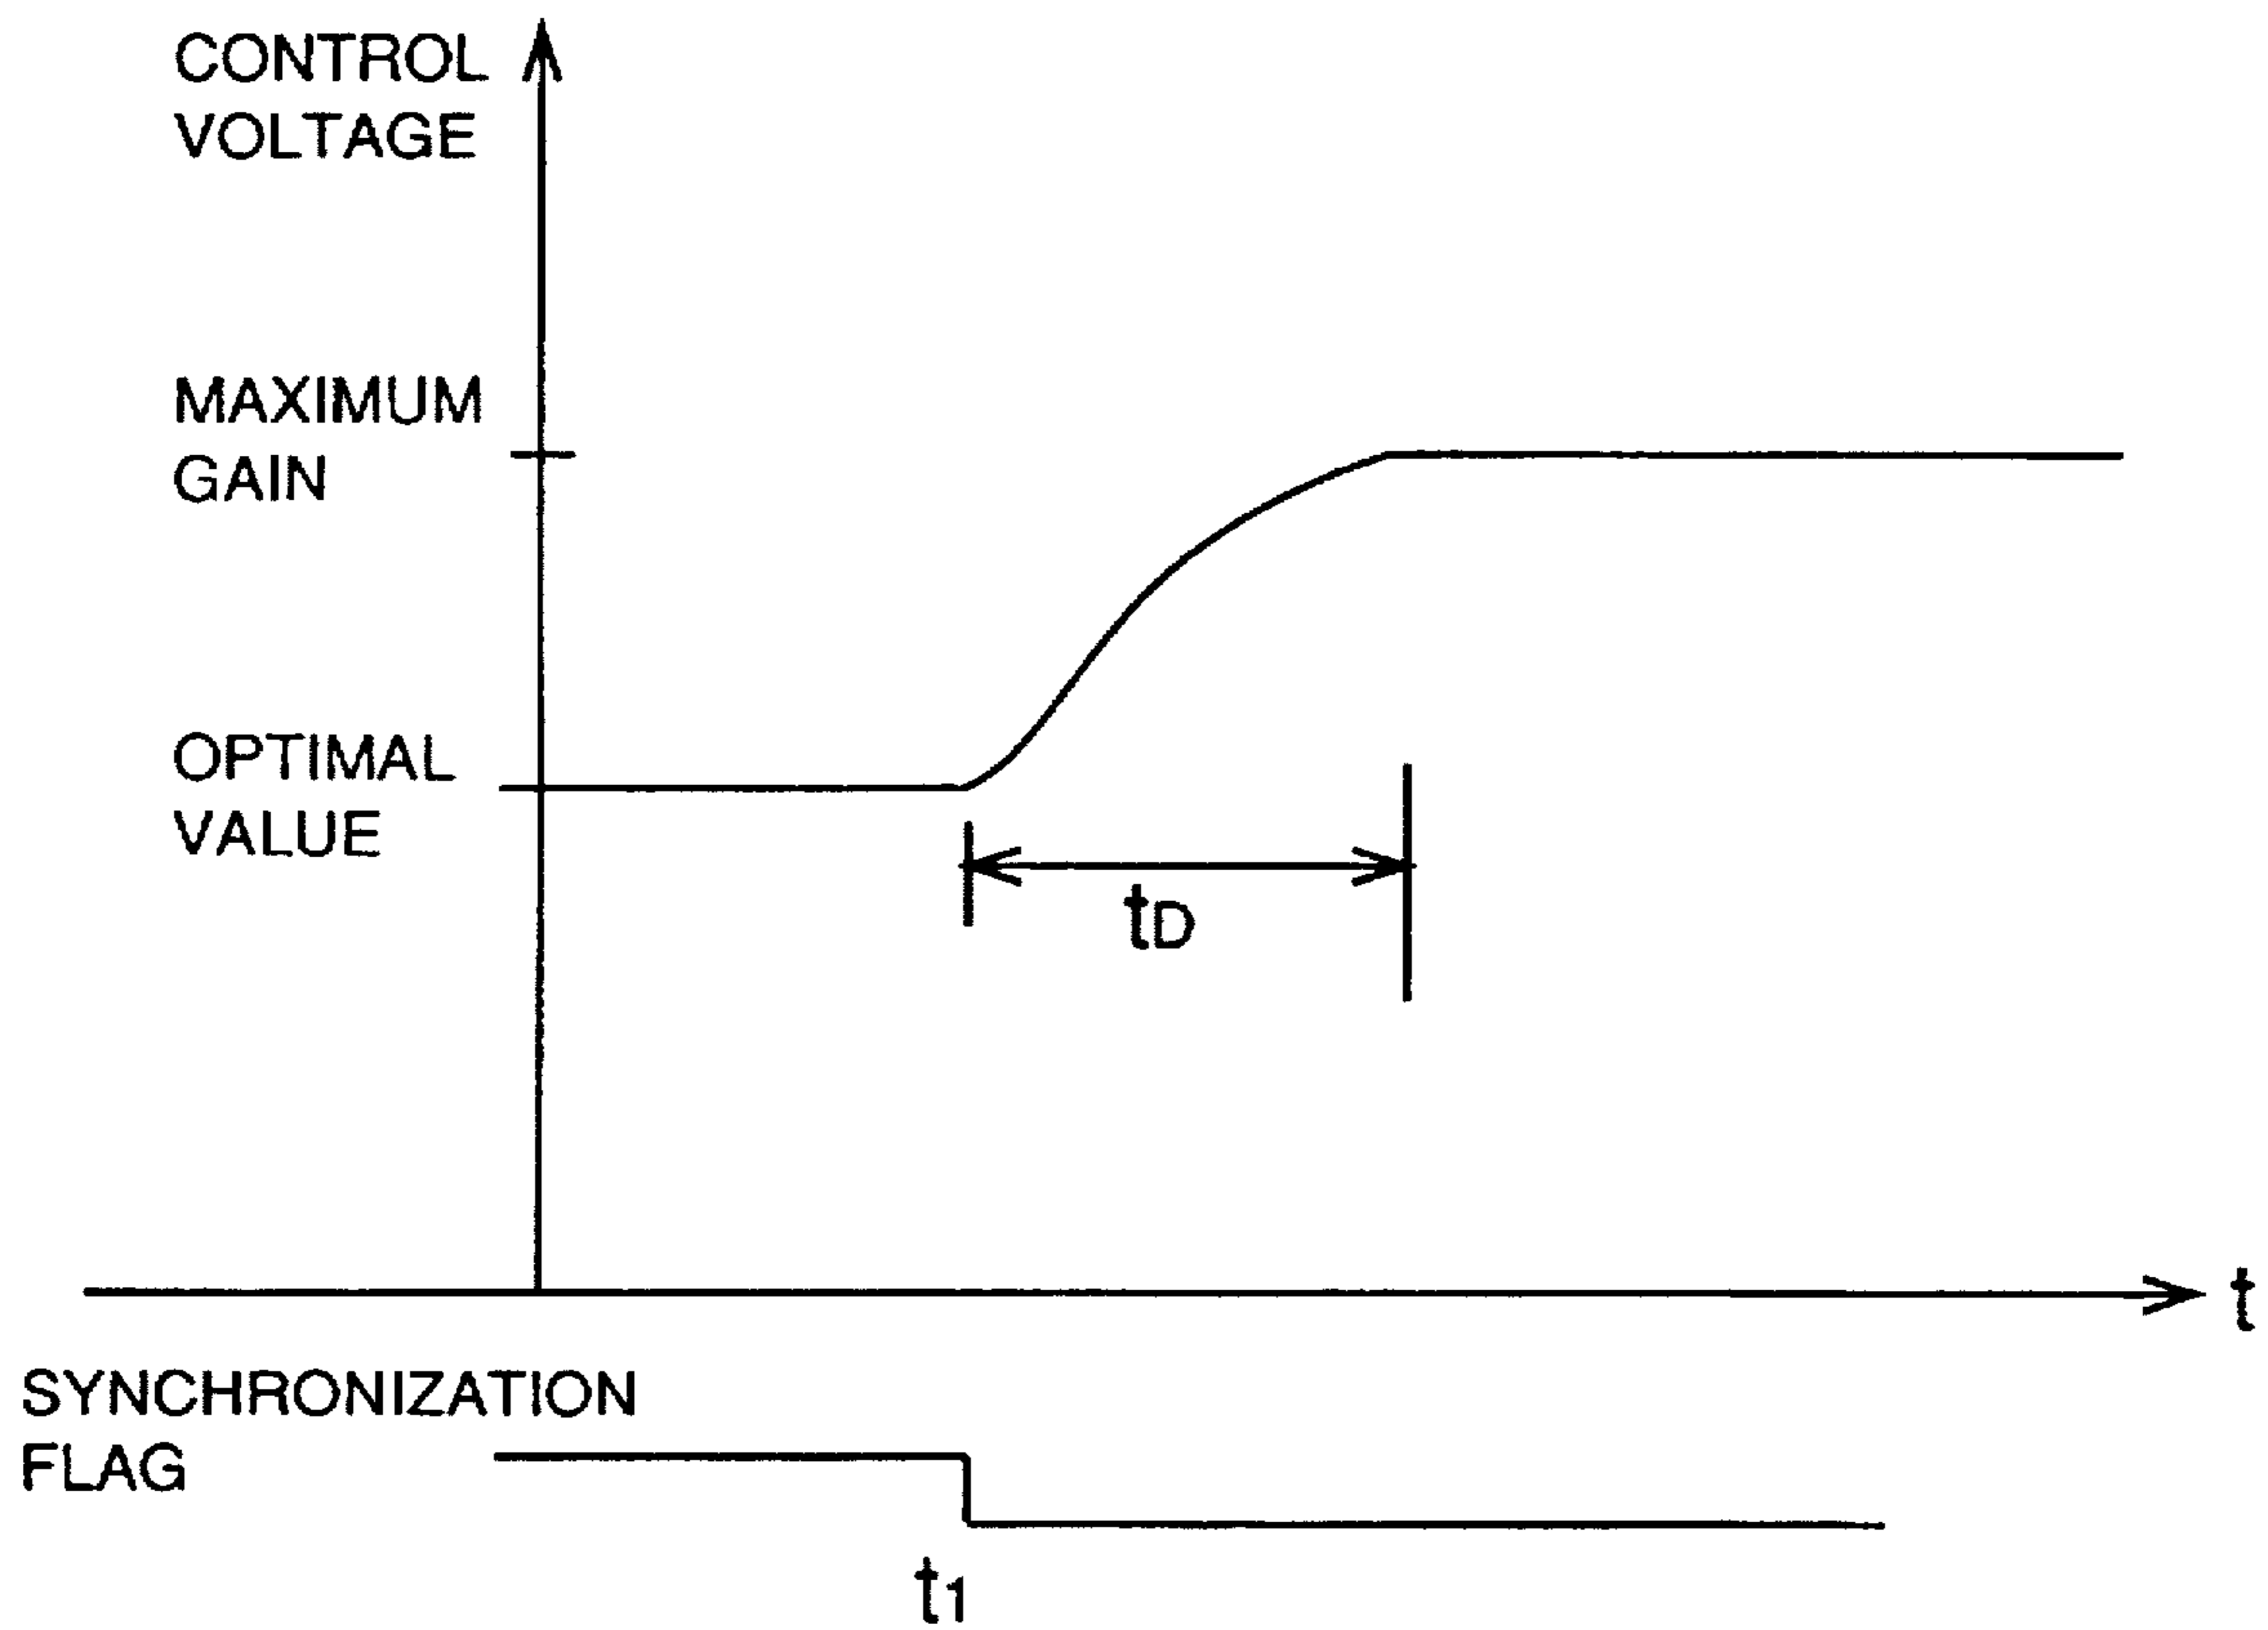 CONTROL
VOLTAGE
MAXIMUM
GAIN
OPTIMAL
VALUE
tD
t
SYNCHRONIZATION
FLAG
t1